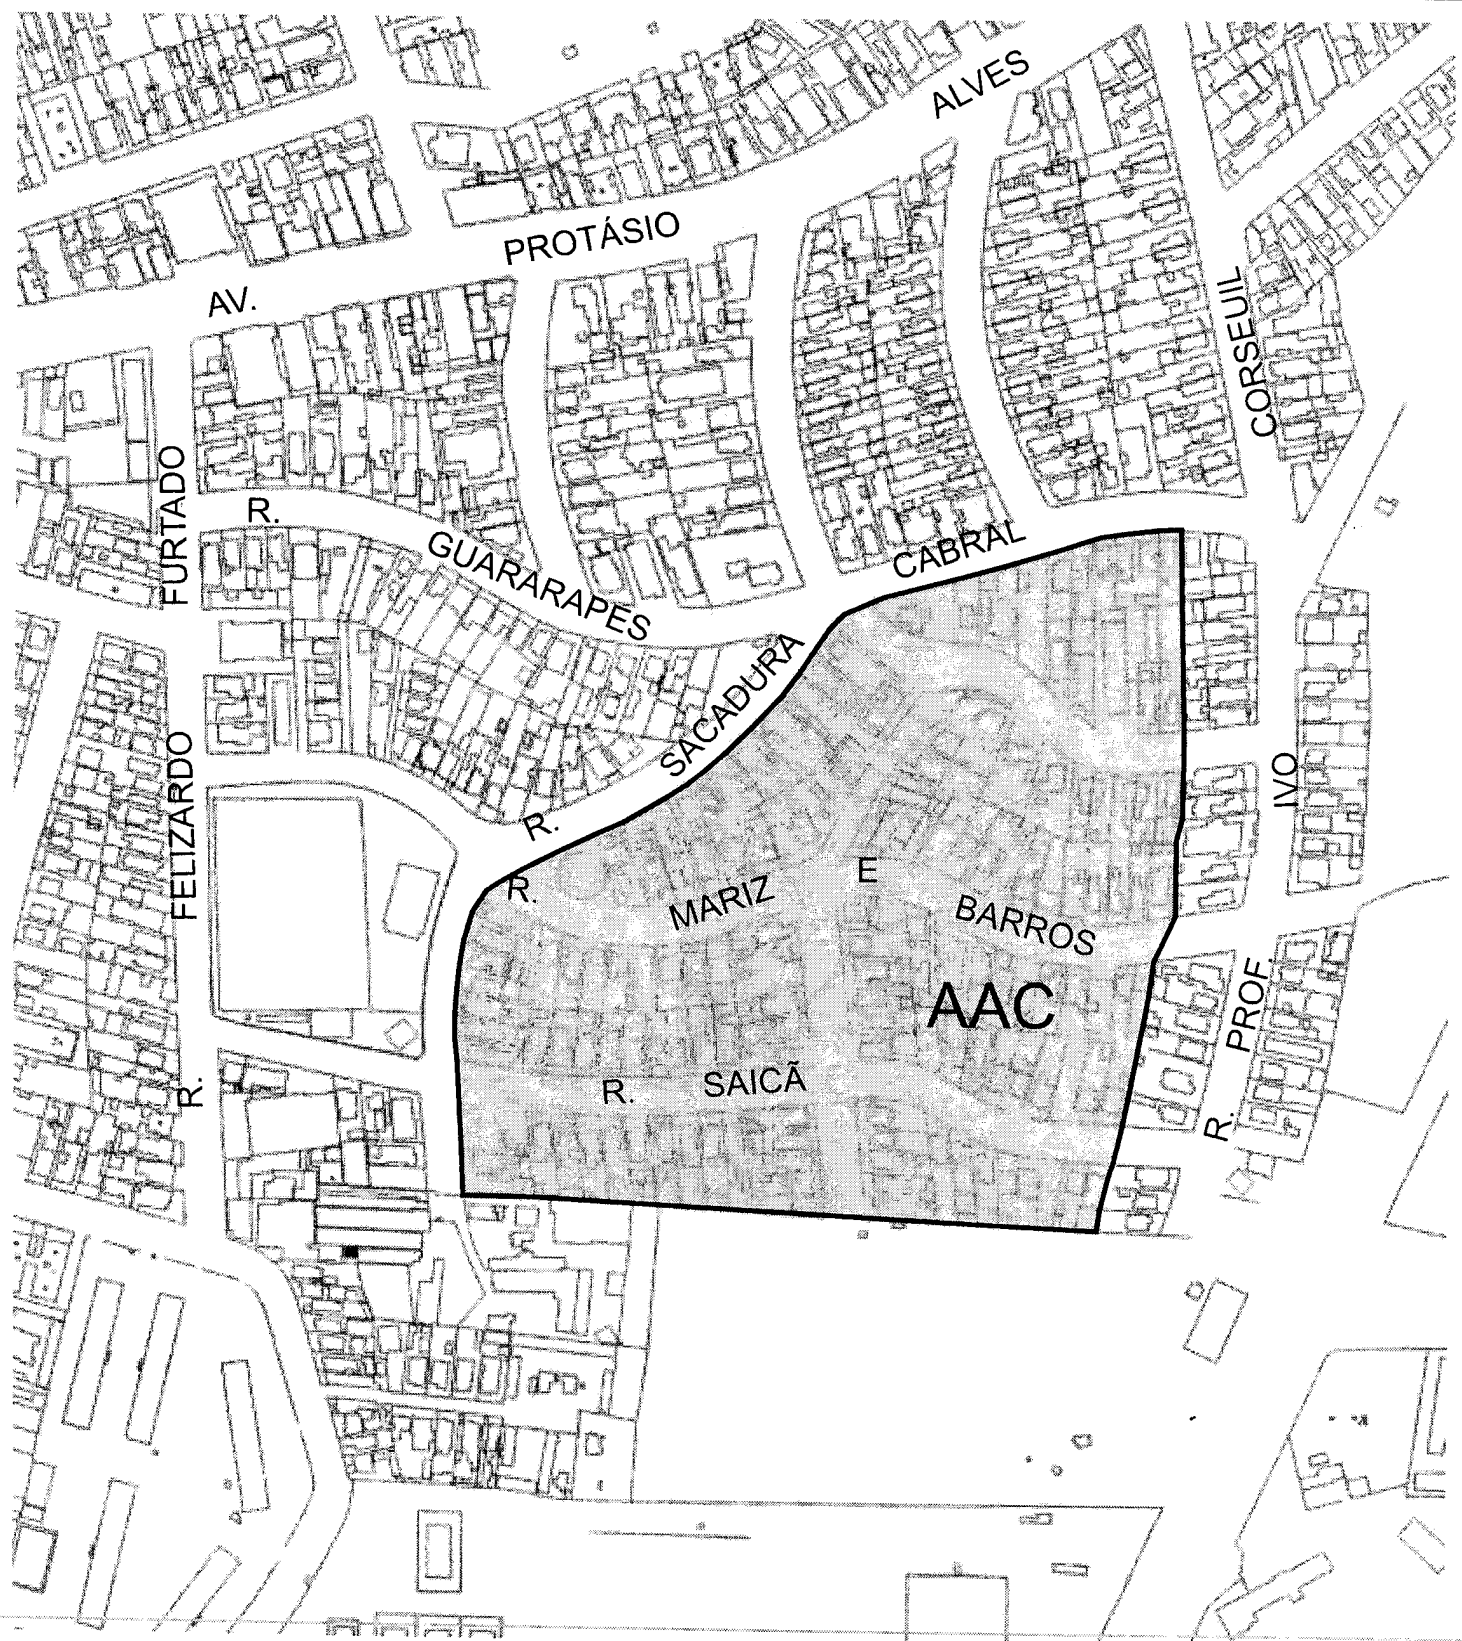 AV. PROTÁSIO ALVES
R. GUARARAPES
R. SACADURA CABRAL
R. FELIZARDO FURTADO
R. PROF. IVO CORSEUIL
R. MARIZ E BARROS
AAC
R. SAICÃ